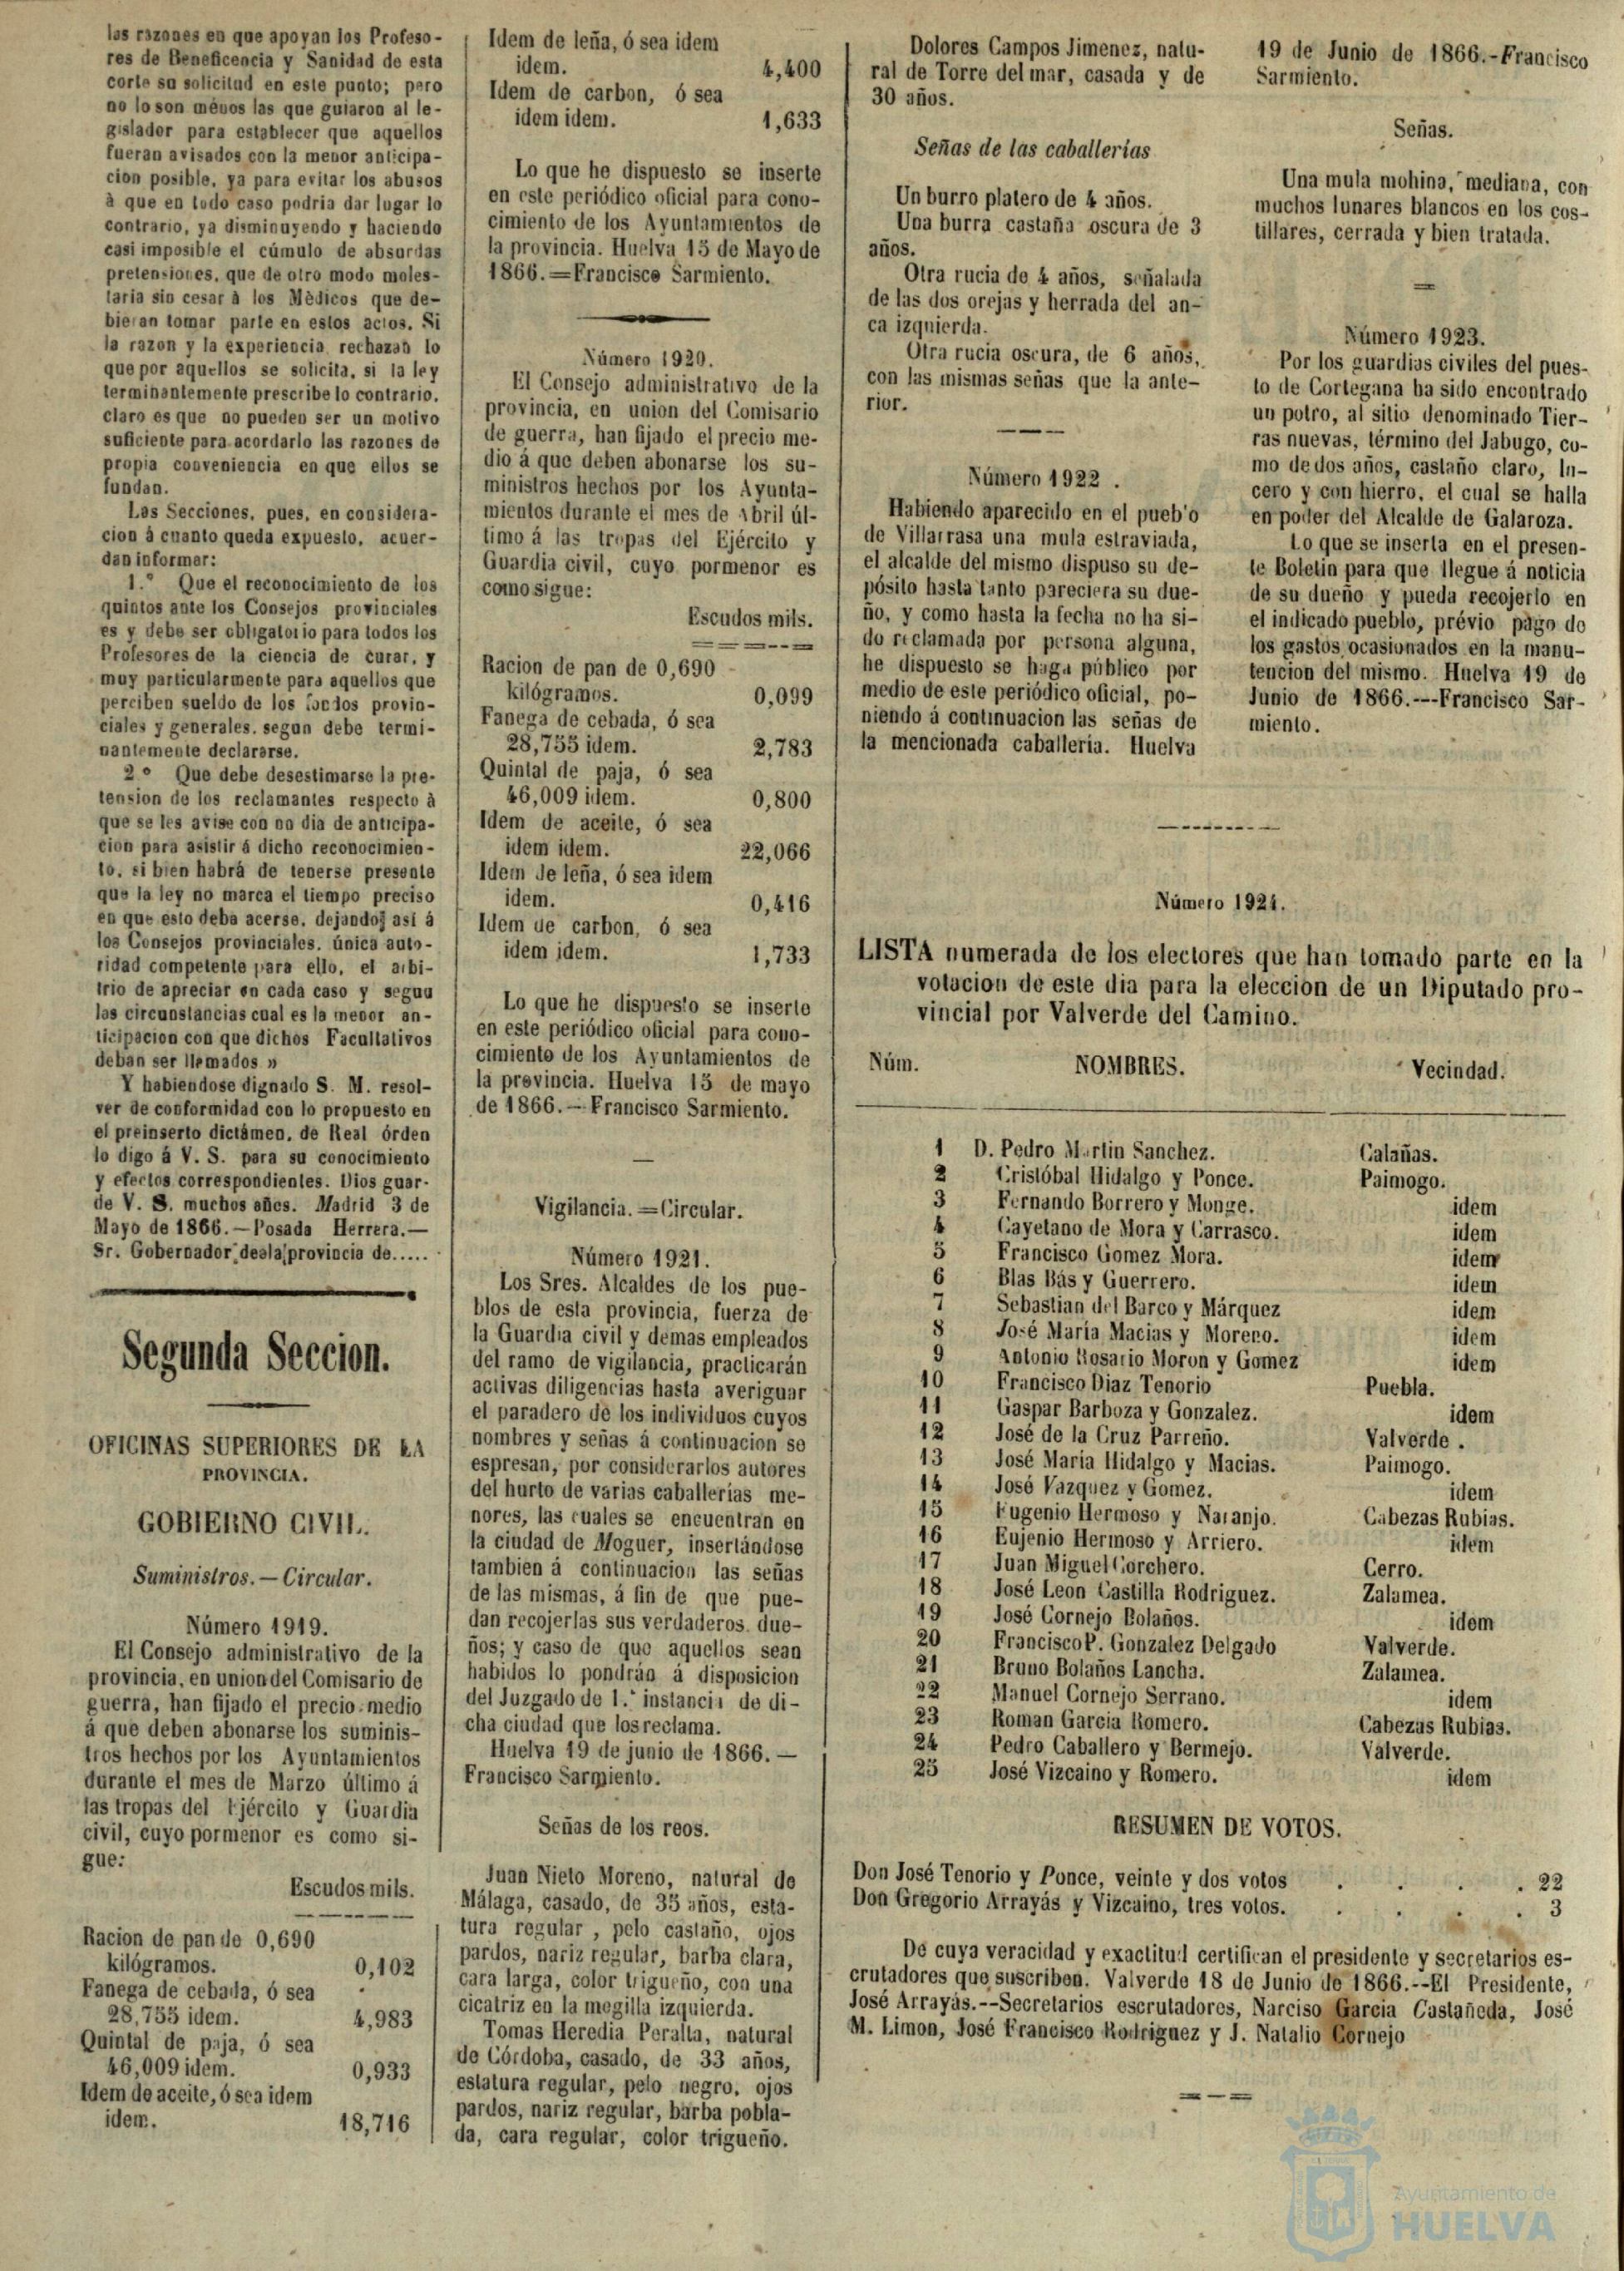 las razones en que apoyan los Profeso-
res de Beneficencia y Sanidad de esta
corte su solicitud en este punto; pero
no lo son ménos las que guiaron al le-
gislador para establecer que aquellos
fueran avisados con la menor anticipa-
cion posible, ya para evitar los abusos
à que en todo caso podria dar lugar lo
contrario, ya disminuyendo y haciendo
casi imposible el cúmulo de absurdas
pretensiones, que de otro modo moles-
taria sin cesar à los Mèdicos que de-
bieran tomar parte en estos actos. Si
la razon y la experiencia rechazan lo
que por aquellos se solicita, si la ley
terminantemente prescribe lo contrario,
claro es que no pueden ser un motivo
suficiente para acordarlo las razones de
propia conveniencia en que ellos se
fundan.
Las Secciones, pues, en considera-
cion à cuanto queda expuesto, acuer-
dan informar:
1.° Que el reconocimiento de los
quintos ante los Consejos provinciales
es y debe ser obligatorio para todos los
Profesores de la ciencia de curar, y
muy particularmente para aquellos que
perciben sueldo de los fondos provin-
ciales y generales, segun debe termi-
nantemente declararse.
2° Que debe desestimarse la pre-
tension de los reclamantes respecto à
que se les avise con un dia de anticipa-
cion para asistir á dicho reconocimien-
to, si bien habrà de tenerse presente
que la ley no marca el tiempo preciso
en que esto deba acerse, dejando asi á
los Consejos provinciales, única auto-
ridad competente para ello, el arbi-
trio de apreciar en cada caso y segun
las circunstancias cual es la menor an-
ticipacion con que dichos Facultativos
deban ser llamados »
Y habiendose dignado S. M. resol-
ver de conformidad con lo propuesto en
el preinserto dictámen, de Real órden
lo digo á V. S. para su conocimiento
y efectos correspondientes. Dios guar-
de V. S. muchos años. Madrid 3 de
Mayo de 1866.—Posada Herrera.—
Sr. Gobernador de la provincia de.....
Segunda Seccion.
OFICINAS SUPERIORES DE LA
PROVINCIA.
GOBIERNO CIVIL.
Suministros.—Circular.
Número 1919.
El Consejo administrativo de la
provincia, en union del Comisario de
guerra, han fijado el precio medio
á que deben abonarse los suminis-
tros hechos por los Ayuntamientos
durante el mes de Marzo último á
las tropas del Ejército y Guardia
civil, cuyo pormenor es como si-
gue:
Escudos mils.
Racion de pan de 0,690
kilógramos. 0,102
Fanega de cebada, ó sea
28,755 idem. 4,983
Quintal de paja, ó sea
46,009 idem. 0,933
Idem de aceite, ó sea idem
idem. 18,716
Idem de leña, ó sea idem
idem. 4,400
Idem de carbon, ó sea
idem idem. 1,633
Lo que he dispuesto se inserte
en este periódico oficial para cono-
cimiento de los Ayuntamientos de
la provincia. Huelva 15 de Mayo de
1866.=Francisco Sarmiento.
Número 1920.
El Consejo administrativo de la
provincia, en union del Comisario
de guerra, han fijado el precio me-
dio á que deben abonarse los su-
ministros hechos por los Ayunta-
mientos durante el mes de Abril úl-
timo á las tropas del Ejército y
Guardia civil, cuyo pormenor es
como sigue:
Escudos mils.
Racion de pan de 0,690
kilógramos. 0,099
Fanega de cebada, ó sea
28,755 idem. 2,783
Quintal de paja, ó sea
46,009 idem. 0,800
Idem de aceite, ó sea
idem idem. 22,066
Idem de leña, ó sea idem
idem. 0,416
Idem de carbon, ó sea
idem idem. 1,733
Lo que he dispuesto se inserte
en este periódico oficial para cono-
cimiento de los Ayuntamientos de
la provincia. Huelva 15 de mayo
de 1866.—Francisco Sarmiento.
Vigilancia.=Circular.
Número 1921.
Los Sres. Alcaldes de los pue-
blos de esta provincia, fuerza de
la Guardia civil y demas empleados
del ramo de vigilancia, practicarán
activas diligencias hasta averiguar
el paradero de los individuos cuyos
nombres y señas á continuacion se
espresan, por considerarlos autores
del hurto de varias caballerías me-
nores, las cuales se encuentran en
la ciudad de Moguer, insertándose
tambien á continuacion las señas
de las mismas, á fin de que pue-
dan recojerlas sus verdaderos due-
ños; y caso de que aquellos sean
habidos lo pondrán á disposicion
del Juzgado de 1.ª instancia de di-
cha ciudad que los reclama.
Huelva 19 de junio de 1866.—
Francisco Sarmiento.
Señas de los reos.
Juan Nieto Moreno, natural de
Málaga, casado, de 35 años, esta-
tura regular, pelo castaño, ojos
pardos, nariz regular, barba clara,
cara larga, color trigueño, con una
cicatriz en la megilla izquierda.
Tomas Heredia Peralta, natural
de Córdoba, casado, de 33 años,
estatura regular, pelo negro, ojos
pardos, nariz regular, barba pobla-
da, cara regular, color trigueño.
Dolores Campos Jimenez, natu-
ral de Torre del mar, casada y de
30 años.
Señas de las caballerías
Un burro platero de 4 años.
Una burra castaña oscura de 3
años.
Otra rucia de 4 años, señalada
de las dos orejas y herrada del an-
ca izquierda.
Otra rucia oscura, de 6 años,
con las mismas señas que la ante-
rior.
Número 1922.
Habiendo aparecido en el pueblo
de Villarrasa una mula estraviada,
el alcalde del mismo dispuso su de-
pósito hasta tanto pareciera su due-
ño, y como hasta la fecha no ha si-
do reclamada por persona alguna,
he dispuesto se haga público por
medio de este periódico oficial, po-
niendo á continuacion las señas de
la mencionada caballeria. Huelva
19 de Junio de 1866.-Francisco
Sarmiento.
Señas.
Una mula mohina, mediana, con
muchos lunares blancos en los cos-
tillares, cerrada y bien tratada.
Número 1923.
Por los guardias civiles del pues-
to de Cortegana ha sido encontrado
un potro, al sitio denominado Tier-
ras nuevas, término del Jabugo, co-
mo de dos años, castaño claro, lu-
cero y con hierro, el cual se halla
en poder del Alcalde de Galaroza.
Lo que se inserta en el presen-
te Boletin para que llegue á noticia
de su dueño y pueda recojerlo en
el indicado pueblo, prévio pago de
los gastos ocasionados en la manu-
tencion del mismo. Huelva 19 de
Junio de 1866.---Francisco Sar-
miento.
Número 1924.
LISTA numerada de los electores que han tomado parte en la
votacion de este dia para la eleccion de un Diputado pro-
vincial por Valverde del Camino.
Núm. NOMBRES. Vecindad.
1 D. Pedro Martin Sanchez. Calañas.
2 Cristóbal Hidalgo y Ponce. Paimogo.
3 Fernando Borrero y Monge. idem
4 Cayetano de Mora y Carrasco. idem
5 Francisco Gomez Mora. idem
6 Blas Bás y Guerrero. idem
7 Sebastian del Barco y Márquez idem
8 José María Macias y Moreno. idem
9 Antonio Rosario Moron y Gomez idem
10 Francisco Diaz Tenorio Puebla.
11 Gaspar Barboza y Gonzalez. idem
12 José de la Cruz Parreño. Valverde.
13 José María Hidalgo y Macias. Paimogo.
14 José Vazquez y Gomez. idem
15 Eugenio Hermoso y Naranjo. Cabezas Rubias.
16 Eujenio Hermoso y Arriero. idem
17 Juan Miguel Corchero. Cerro.
18 José Leon Castilla Rodriguez. Zalamea.
19 José Cornejo Bolaños. idem
20 Francisco P. Gonzalez Delgado Valverde.
21 Bruno Bolaños Lancha. Zalamea.
22 Manuel Cornejo Serrano. idem
23 Roman Garcia Romero. Cabezas Rubias.
24 Pedro Caballero y Bermejo. Valverde.
25 José Vizcaino y Romero. idem
RESUMEN DE VOTOS.
Don José Tenorio y Ponce, veinte y dos votos . . . . 22
Don Gregorio Arrayás y Vizcaino, tres votos. . . . . 3
De cuya veracidad y exactitud certifican el presidente y secretarios es-
crutadores que suscriben. Valverde 18 de Junio de 1866.--El Presidente,
José Arrayás.--Secretarios escrutadores, Narciso Garcia Castañeda, José
M. Limon, José Francisco Rodriguez y J. Natalio Cornejo
Ayuntamiento de
HUELVA